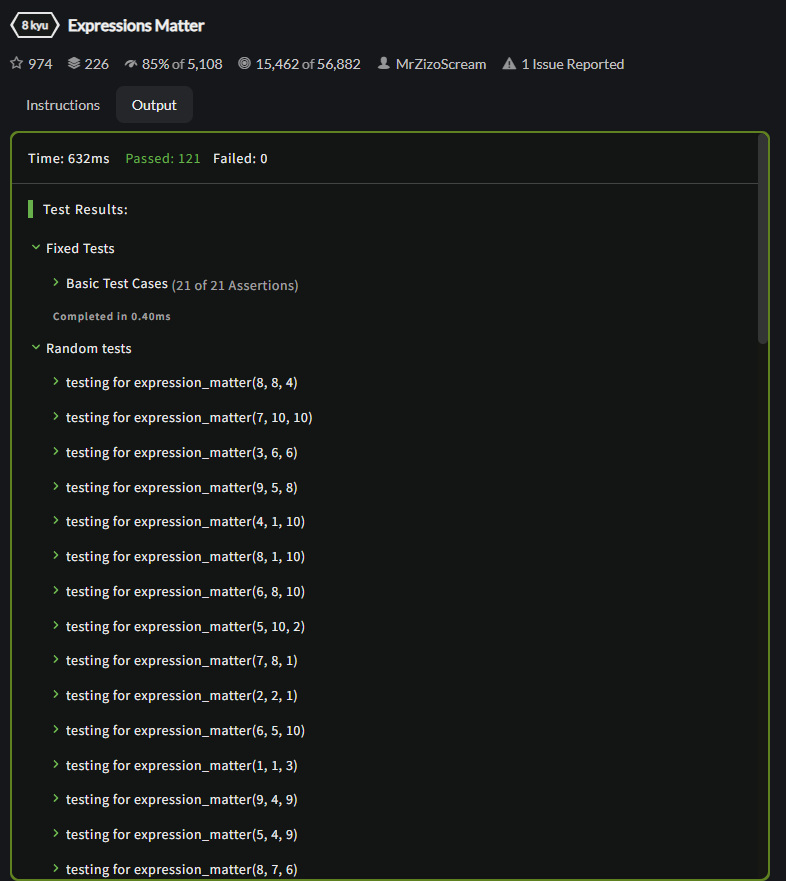 8 kyu Expressions Matter
974 226 85% of 5,108 15,462 of 56,882 MrZizoScream 1 Issue Reported
Instructions Output
Time: 632ms Passed: 121 Failed: 0
Test Results:
Fixed Tests
Basic Test Cases (21 of 21 Assertions)
Completed in 0.40ms
Random tests
testing for expression_matter(8, 8, 4)
testing for expression_matter(7, 10, 10)
testing for expression_matter(3, 6, 6)
testing for expression_matter(9, 5, 8)
testing for expression_matter(4, 1, 10)
testing for expression_matter(8, 1, 10)
testing for expression_matter(6, 8, 10)
testing for expression_matter(5, 10, 2)
testing for expression_matter(7, 8, 1)
testing for expression_matter(2, 2, 1)
testing for expression_matter(6, 5, 10)
testing for expression_matter(1, 1, 3)
testing for expression_matter(9, 4, 9)
testing for expression_matter(5, 4, 9)
testing for expression_matter(8, 7, 6)